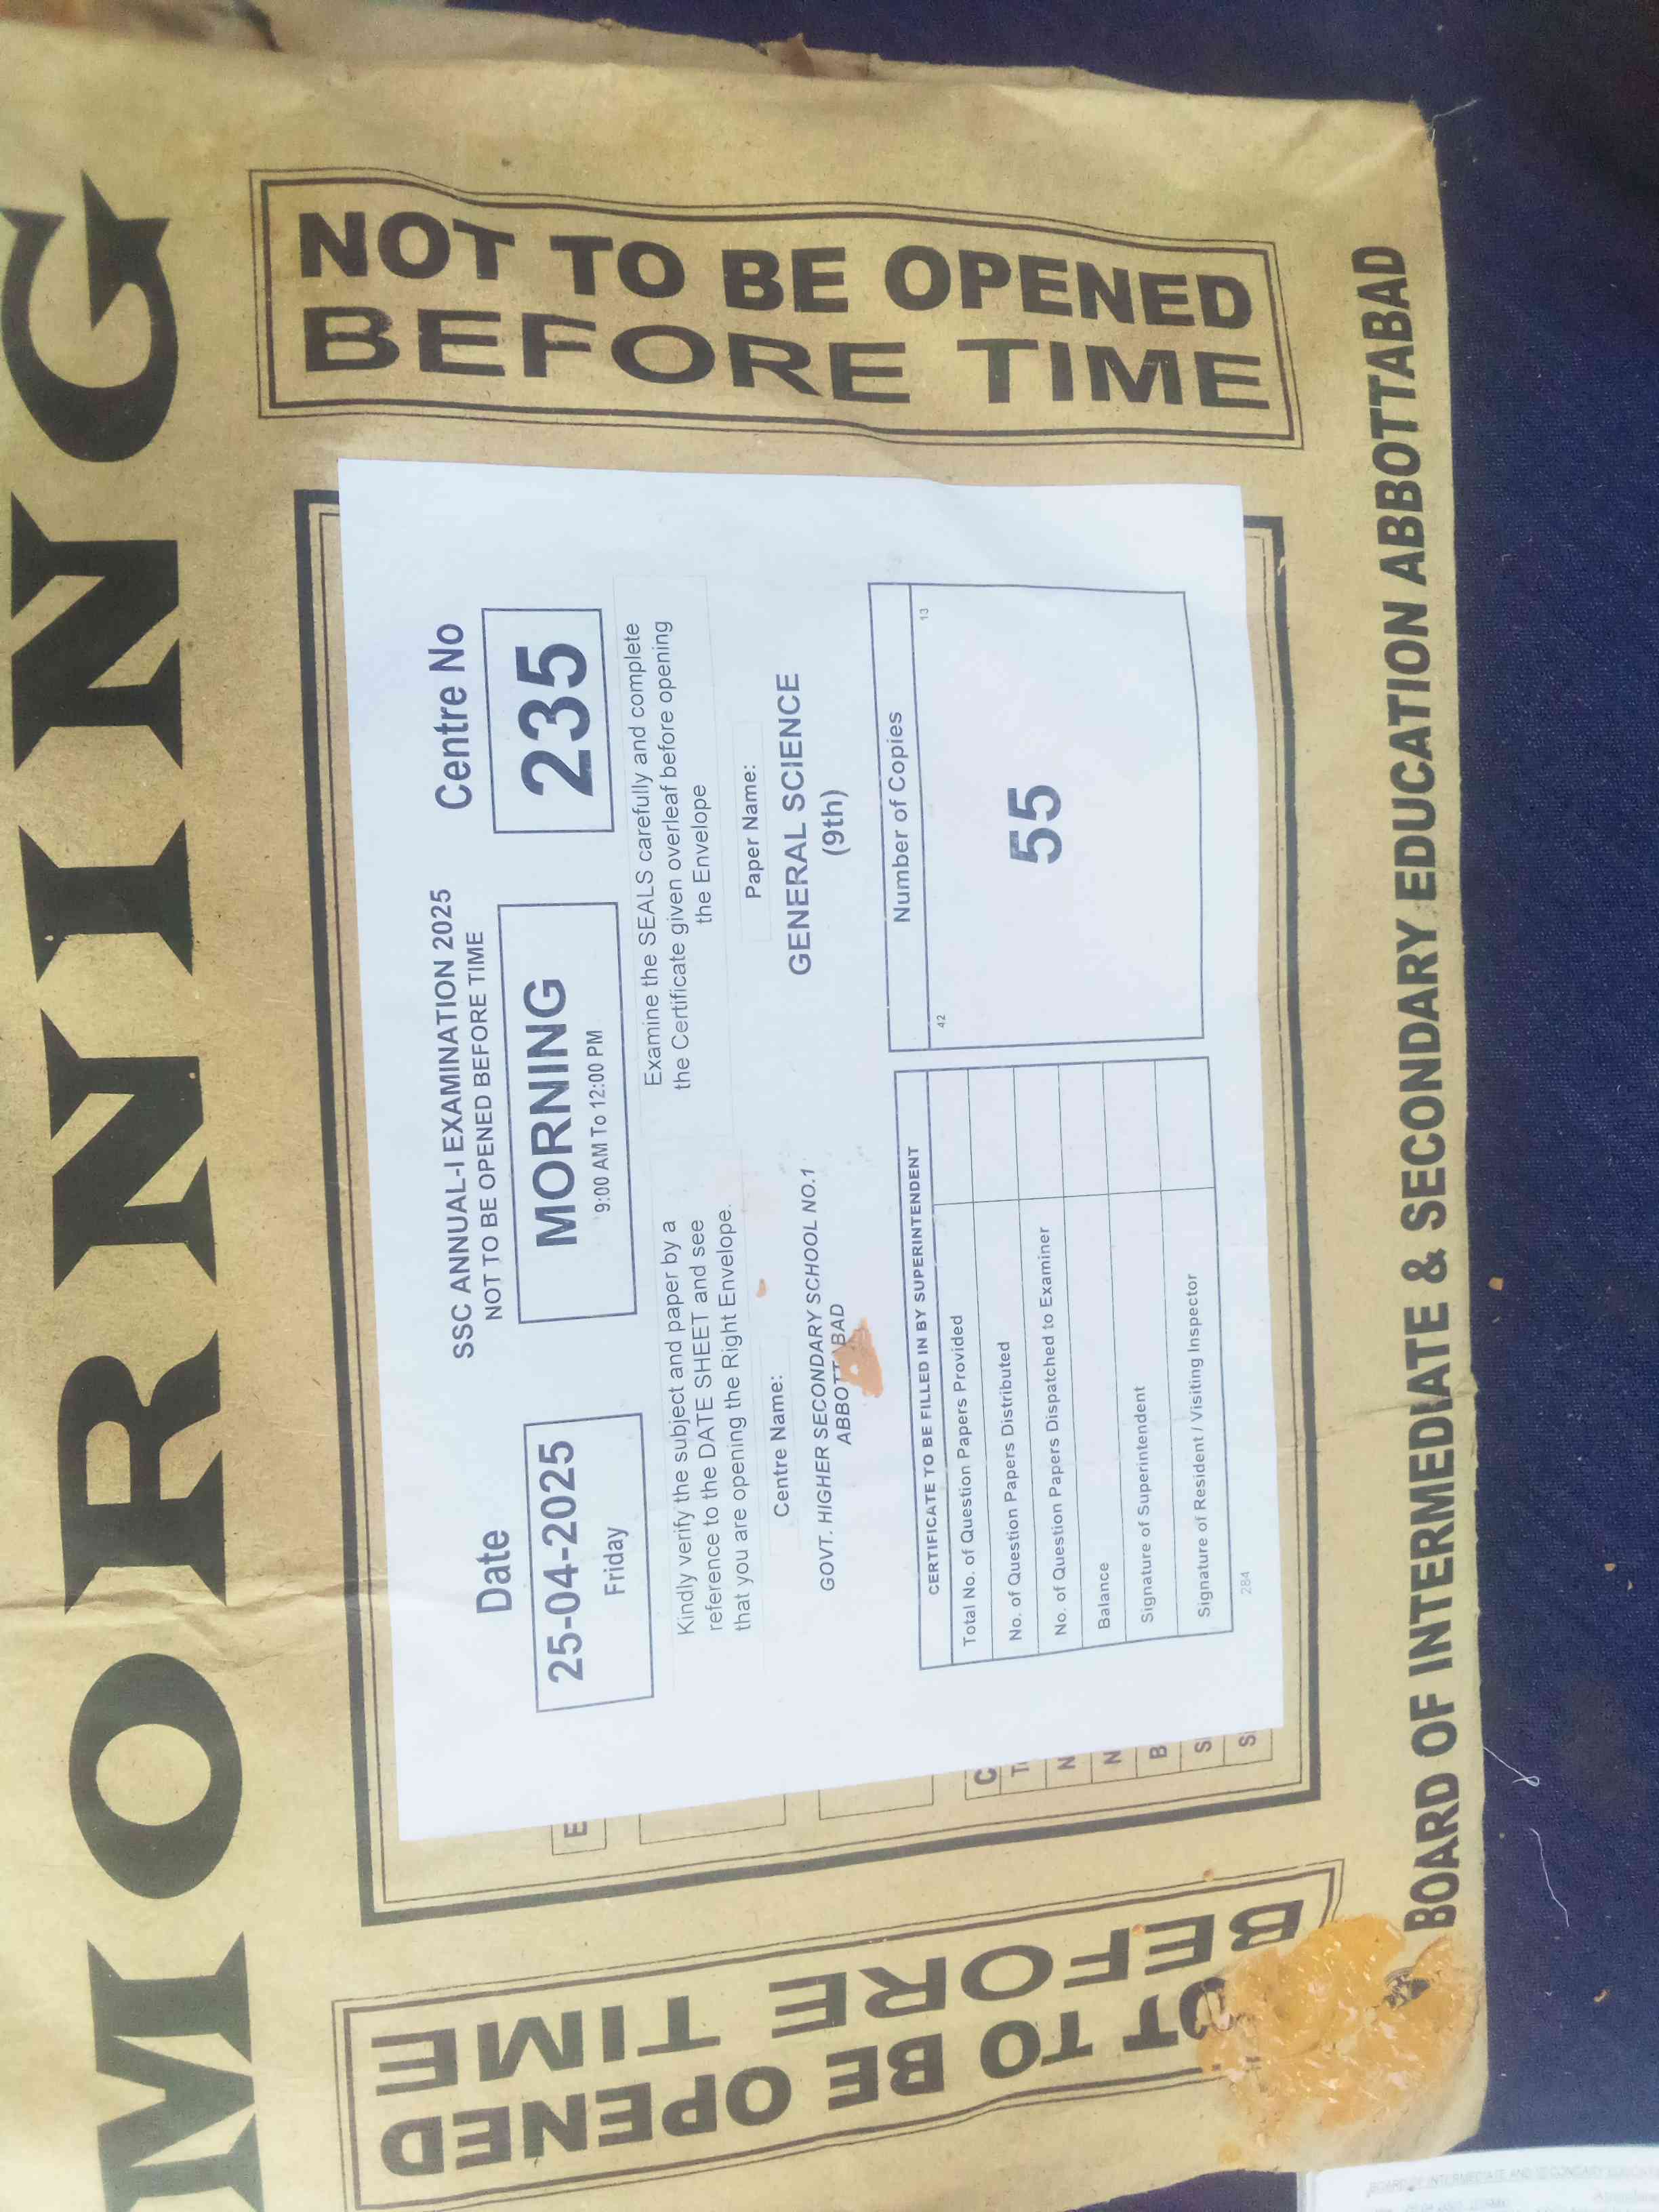 MORNING
NOT TO BE OPENED
BEFORE TIME
SSC ANNUAL-I EXAMINATION 2025
NOT TO BE OPENED BEFORE TIME
Date
25-04-2025
Friday
MORNING
9:00 AM To 12:00 PM
Centre No
235
Kindly verify the subject and paper by a
reference to the DATE SHEET and see
that you are opening the Right Envelope.
Examine the SEALS carefully and complete
the Certificate given overleaf before opening
the Envelope
Centre Name:
GOVT. HIGHER SECONDARY SCHOOL NO.1
ABBOTTABAD
Paper Name:
GENERAL SCIENCE
(9th)
CERTIFICATE TO BE FILLED IN BY SUPERINTENDENT
Total No. of Question Papers Provided
No. of Question Papers Distributed
No. of Question Papers Dispatched to Examiner
Balance
Signature of Superintendent
Signature of Resident / Visiting Inspector
284
Number of Copies
42
13
55
TO BE OPENED
BEFORE TIME
BOARD OF INTERMEDIATE & SECONDARY EDUCATION ABBOTTABAD